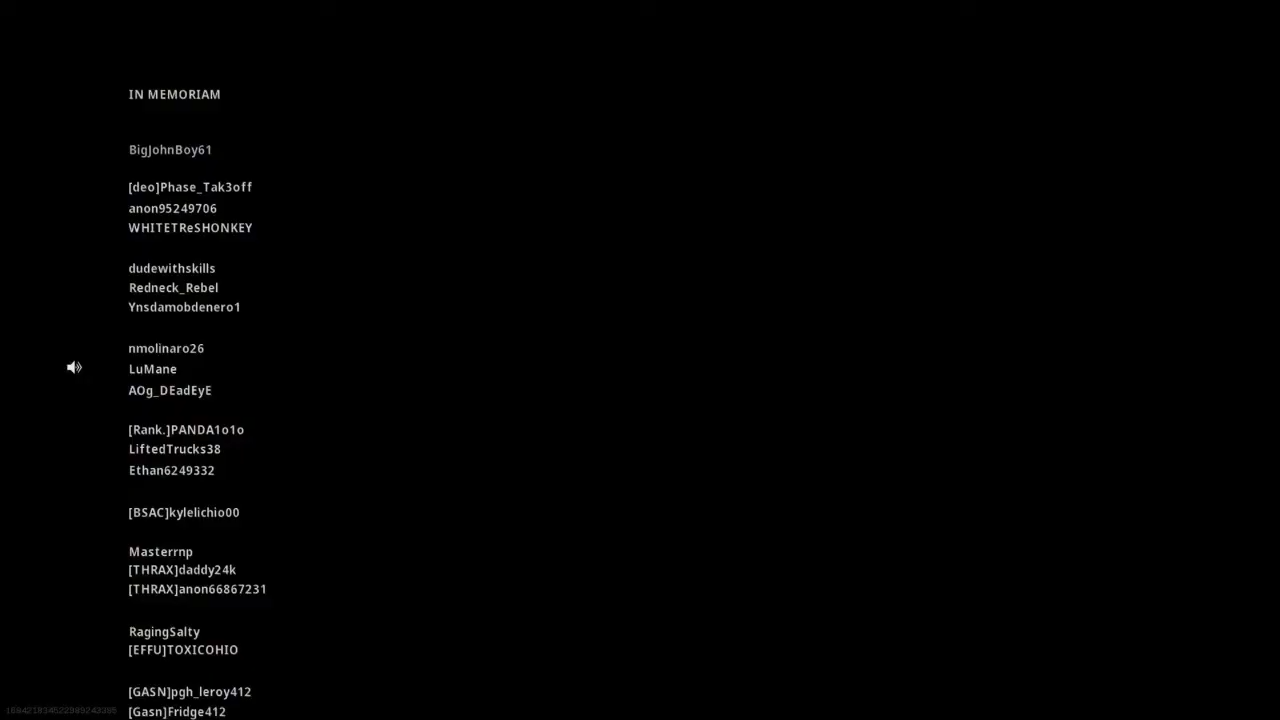 IN MEMORIAM
BigJohnBoy61
[deo]Phase_Tak3off
anon95249706
WHITETReSHONKEY
dudewithskills
Redneck_Rebel
Ynsdamobdenero1
nmolinaro26
LuMane
AOg_DEadEyE
[Rank.]PANDA1o1o
LiftedTrucks38
Ethan6249332
[BSAC]kylelichio00
Masterrnp
[THRAX]daddy24k
[THRAX]anon66867231
RagingSalty
[EFFU]TOXICOHIO
[GASN]pgh_leroy412
[Gasn]Fridge412